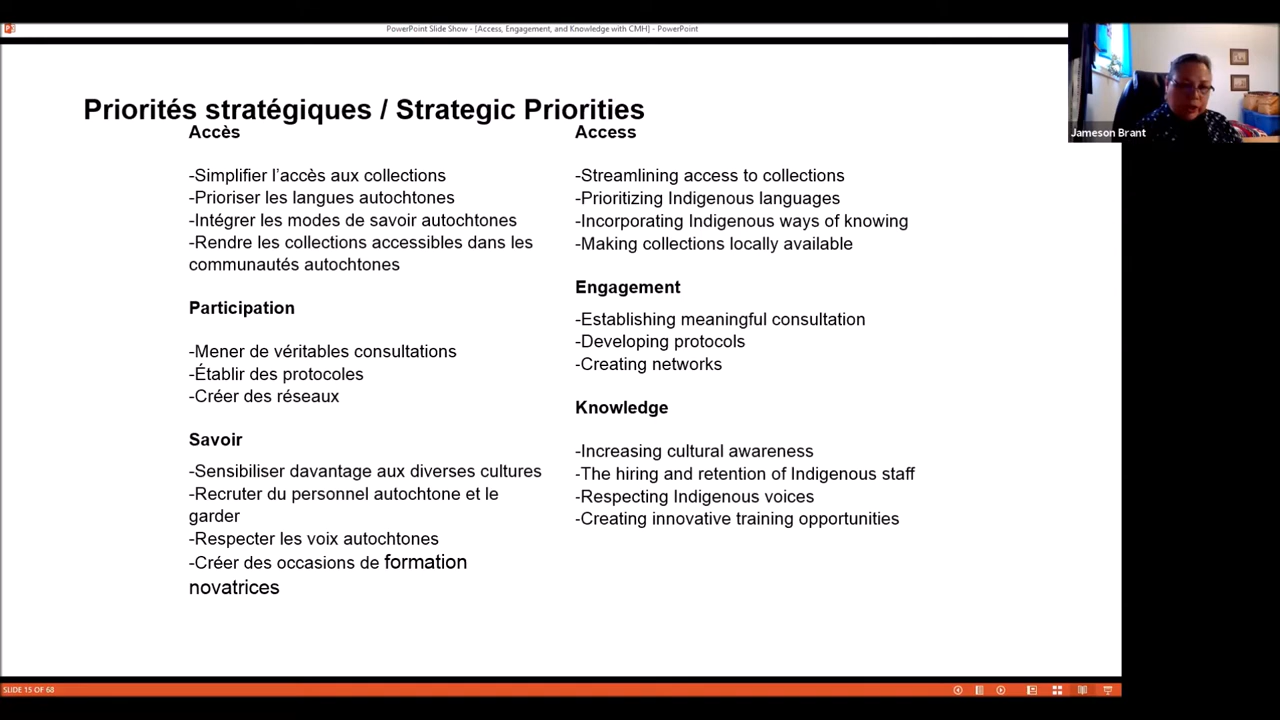 PowerPoint Slide Show - [Access, Engagement, and Knowledge with CMH] - PowerPoint
Jameson Brant
Priorités stratégiques / Strategic Priorities
Accès
-Simplifier l'accès aux collections
-Prioriser les langues autochtones
-Intégrer les modes de savoir autochtones
-Rendre les collections accessibles dans les
communautés autochtones
Participation
-Mener de véritables consultations
-Établir des protocoles
-Créer des réseaux
Savoir
-Sensibiliser davantage aux diverses cultures
-Recruter du personnel autochtone et le
garder
-Respecter les voix autochtones
-Créer des occasions de formation
novatrices
Access
-Streamlining access to collections
-Prioritizing Indigenous languages
-Incorporating Indigenous ways of knowing
-Making collections locally available
Engagement
-Establishing meaningful consultation
-Developing protocols
-Creating networks
Knowledge
-Increasing cultural awareness
-The hiring and retention of Indigenous staff
-Respecting Indigenous voices
-Creating innovative training opportunities
SLIDE 15 OF 68